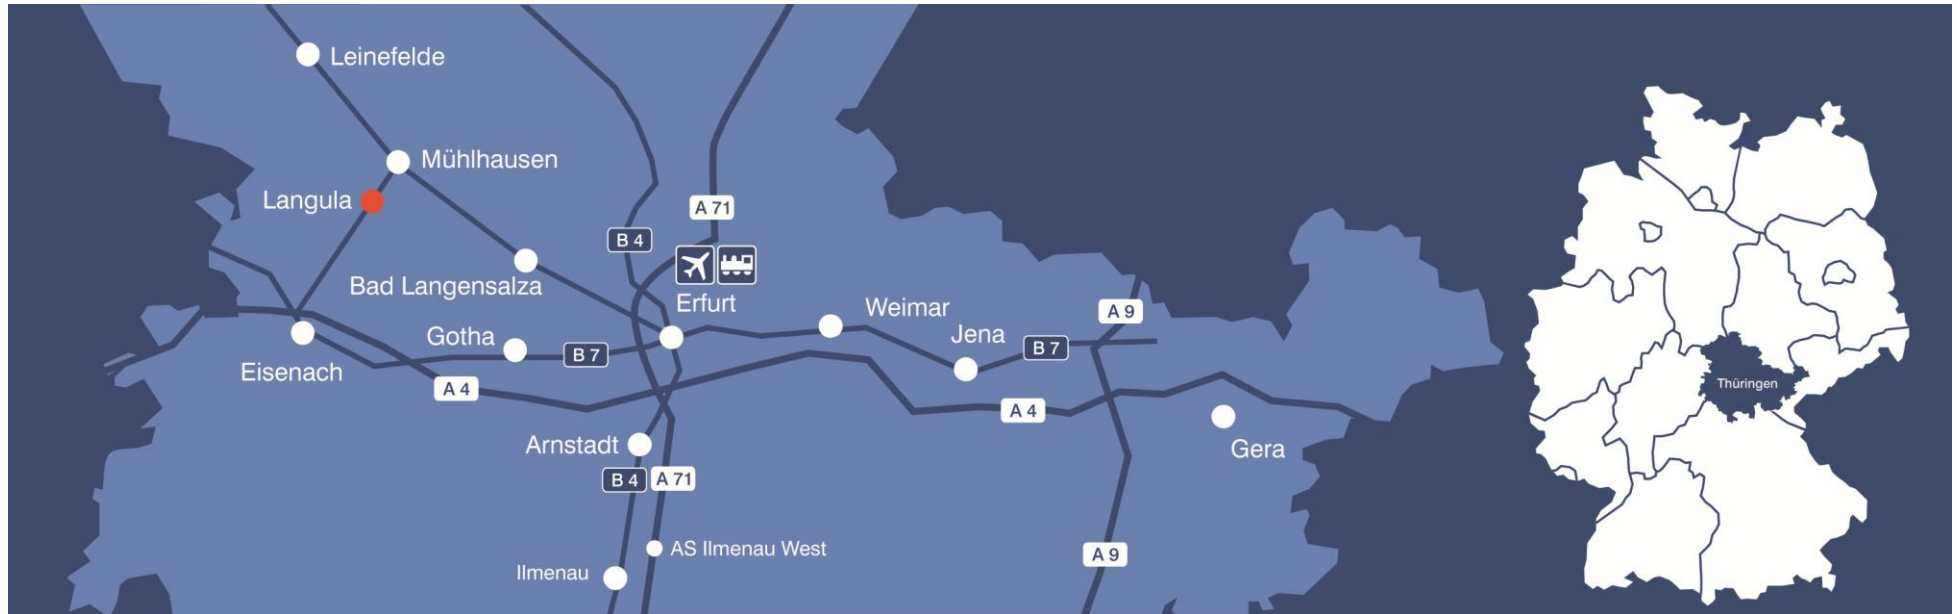 Leinefelde
Mühlhausen
Langula
A 71
B 4
Bad Langensalza
Erfurt
Weimar
A 9
Gotha
Jena
B 7
B 7
Eisenach
A 4
Thüringen
A 4
Arnstadt
Gera
B 4
A 71
AS Ilmenau West
A 9
Ilmenau